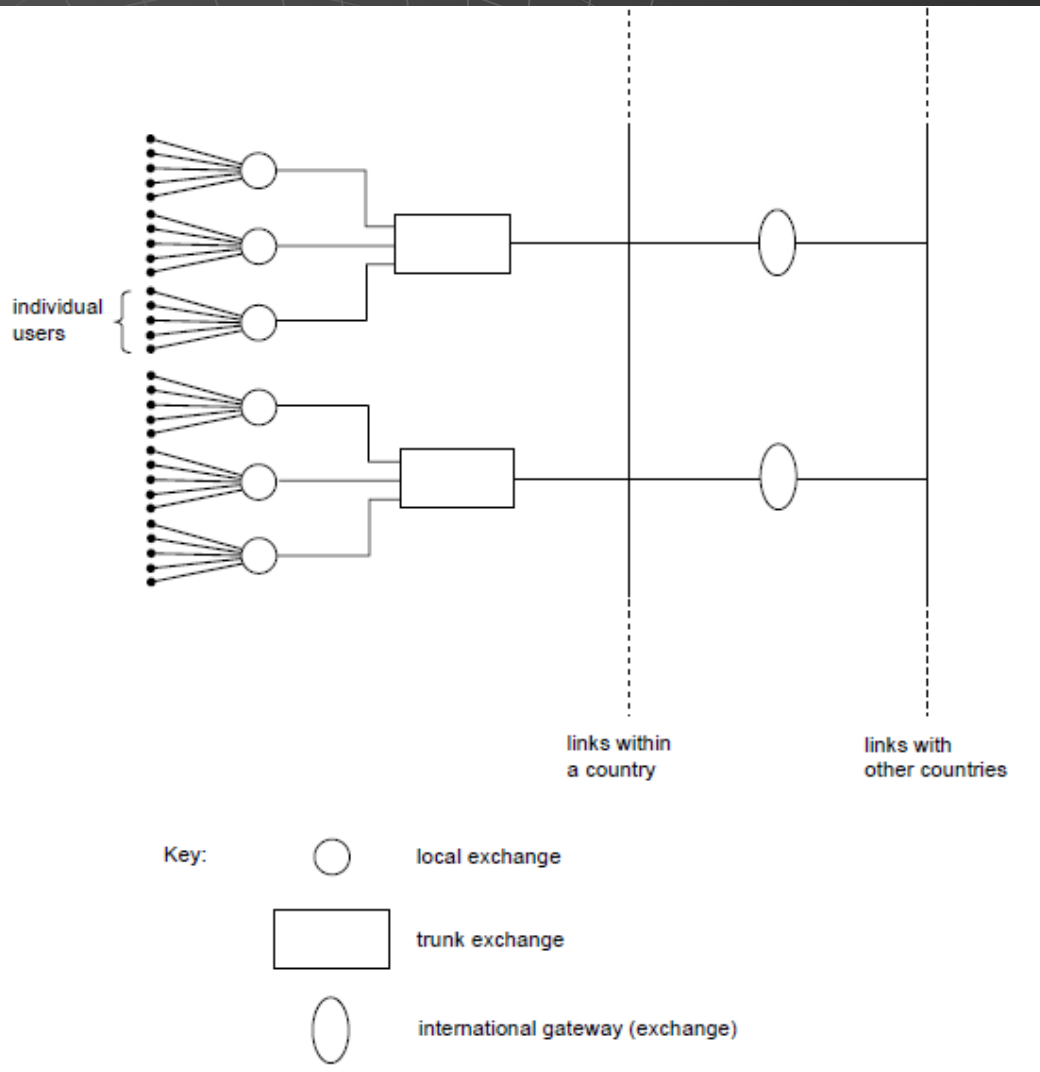 individual
users
links within
a country
links with
other countries
Key:
local exchange
trunk exchange
international gateway (exchange)